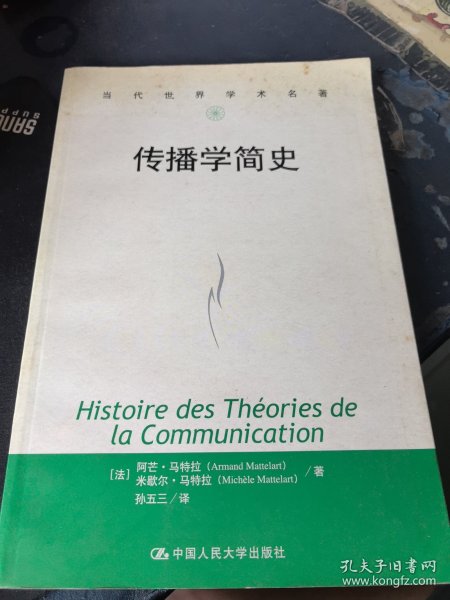 当代世界学术名著
传播学简史
Histoire des Théories de
la Communication
[法] 阿芒·马特拉（Armand Mattelart）
米歇尔·马特拉（Michèle Mattelart）／著
孙五三／译
中国人民大学出版社
孔夫子旧书网
www.kongfz.com